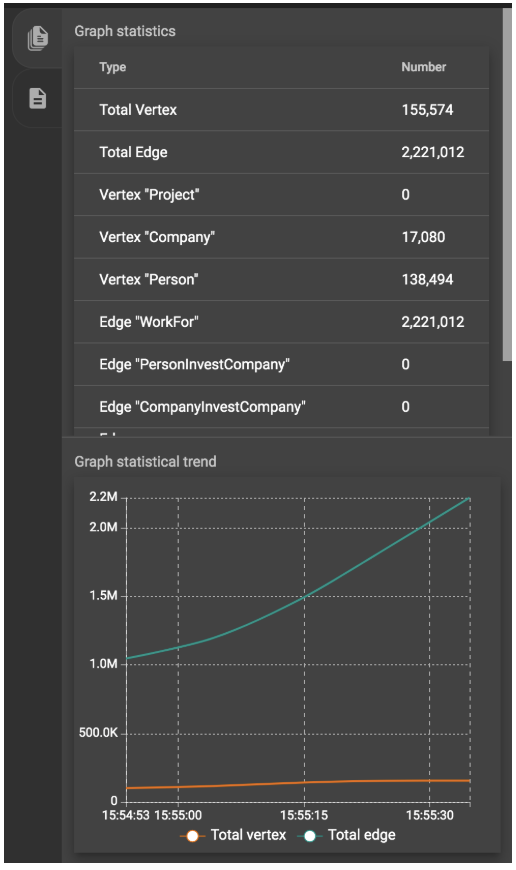 Graph statistics
Type Number
Total Vertex 155,574
Total Edge 2,221,012
Vertex "Project" 0
Vertex "Company" 17,080
Vertex "Person" 138,494
Edge "WorkFor" 2,221,012
Edge "PersonInvestCompany" 0
Edge "CompanyInvestCompany" 0
Graph statistical trend
2.2M
2.0M
1.5M
1.0M
500.0K
0
15:54:53 15:55:00 15:55:15 15:55:30
Total vertex Total edge